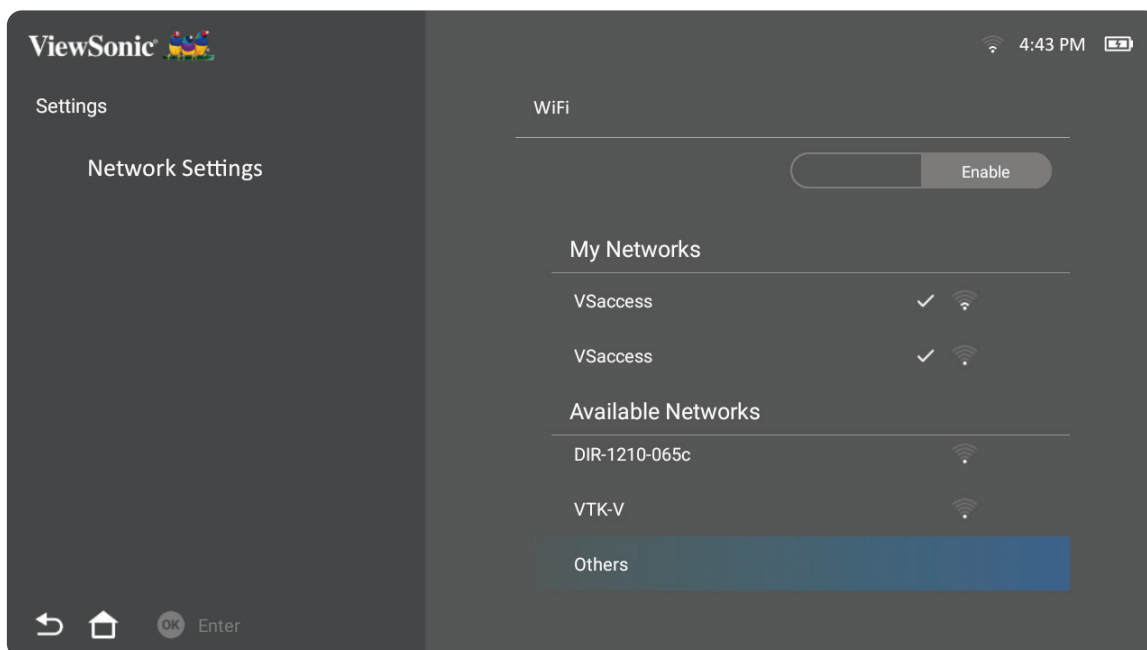 ViewSonic
4:43 PM
Settings
WiFi
Network Settings
Enable
My Networks
VSaccess
VSaccess
Available Networks
DIR-1210-065c
VTK-V
Others
OK Enter